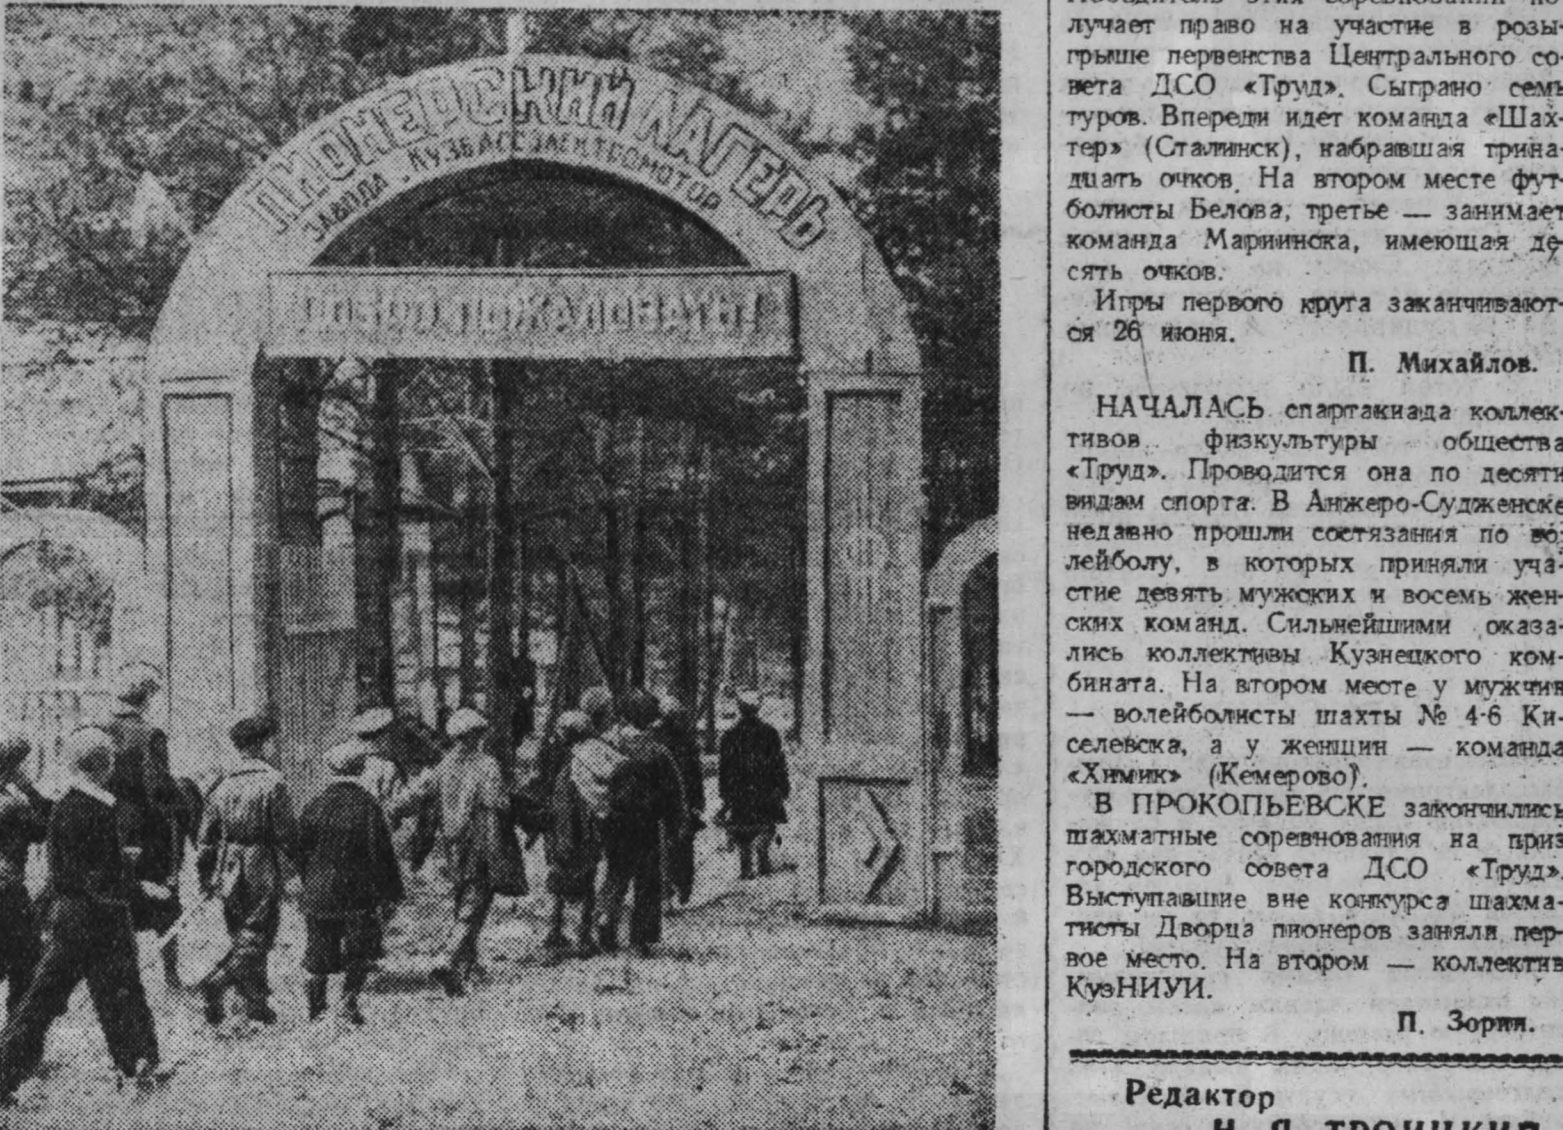 ПИОНЕРСКИЙ ЛАГЕРЬ
ЗАВОДА „КУЗБАССЭЛЕКТРОМОТОР
ДОБРО ПОЖАЛОВАТЬ!
Победитель этих соревнований по-
лучает право на участие в розы-
грыше первенства Центрального со-
вета ДСО «Труд». Сыграно семь
туров. Впереди идет команда «Шах-
тер» (Сталинск), набравшая трина-
дцать очков. На втором месте фут-
болисты Белова, третье — занимает
команда Мариинска, имеющая де-
сять очков.
Игры первого круга заканчивают-
ся 26 июня.
П. Михайлов.
НАЧАЛАСЬ спартакиада коллек-
тивов физкультуры общества
«Труд». Проводится она по десяти
видам спорта. В Анжеро-Судженске
недавно прошли состязания по во-
лейболу, в которых приняли уча-
стие девять мужских и восемь жен-
ских команд. Сильнейшими оказа-
лись коллективы Кузнецкого ком-
бината. На втором месте у мужчин
— волейболисты шахты № 4-6 Ки-
селевска, а у женщин — команда
«Химик» (Кемерово).
В ПРОКОПЬЕВСКЕ закончились
шахматные соревнования на приз
городского совета ДСО «Труд».
Выступавшие вне конкурса шахма-
тисты Дворца пионеров заняли пер-
вое место. На втором — коллектив
КузНИУИ.
П. Зорин.
Редактор
Н. Я. ТРОИЦКИЙ